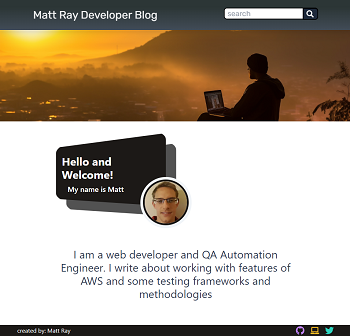 Matt Ray Developer Blog
search
Hello and
Welcome!
My name is Matt
I am a web developer and QA Automation
Engineer. I write about working with features of
AWS and some testing frameworks and
methodologies
created by: Matt Ray